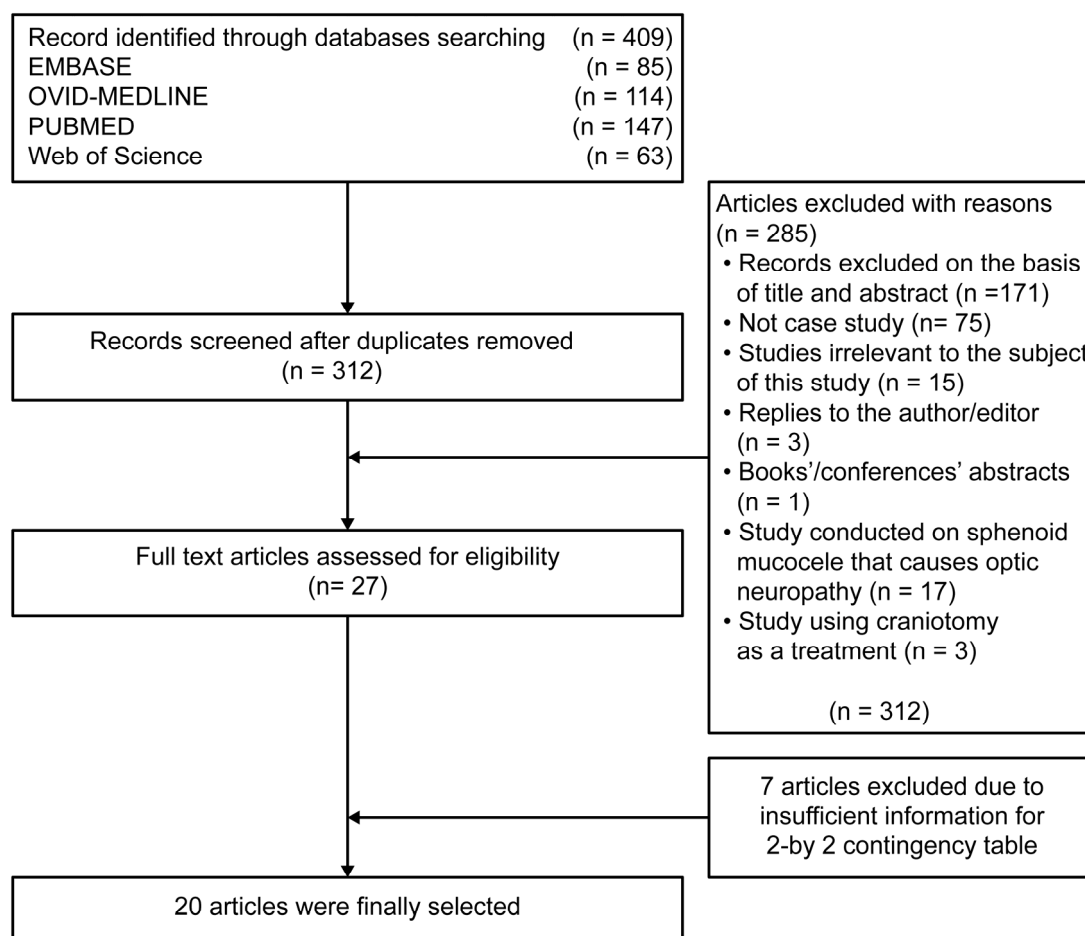 Record identified through databases searching (n = 409)
EMBASE (n = 85)
OVID-MEDLINE (n = 114)
PUBMED (n = 147)
Web of Science (n = 63)
Articles excluded with reasons
(n = 285)
• Records excluded on the basis
of title and abstract (n =171)
• Not case study (n= 75)
• Studies irrelevant to the subject
of this study (n = 15)
• Replies to the author/editor
(n = 3)
• Books’/conferences’ abstracts
(n = 1)
• Study conducted on sphenoid
mucocele that causes optic
neuropathy (n = 17)
• Study using craniotomy
as a treatment (n = 3)
(n = 312)
Records screened after duplicates removed
(n = 312)
Full text articles assessed for eligibility
(n= 27)
7 articles excluded due to
insufficient information for
2-by 2 contingency table
20 articles were finally selected